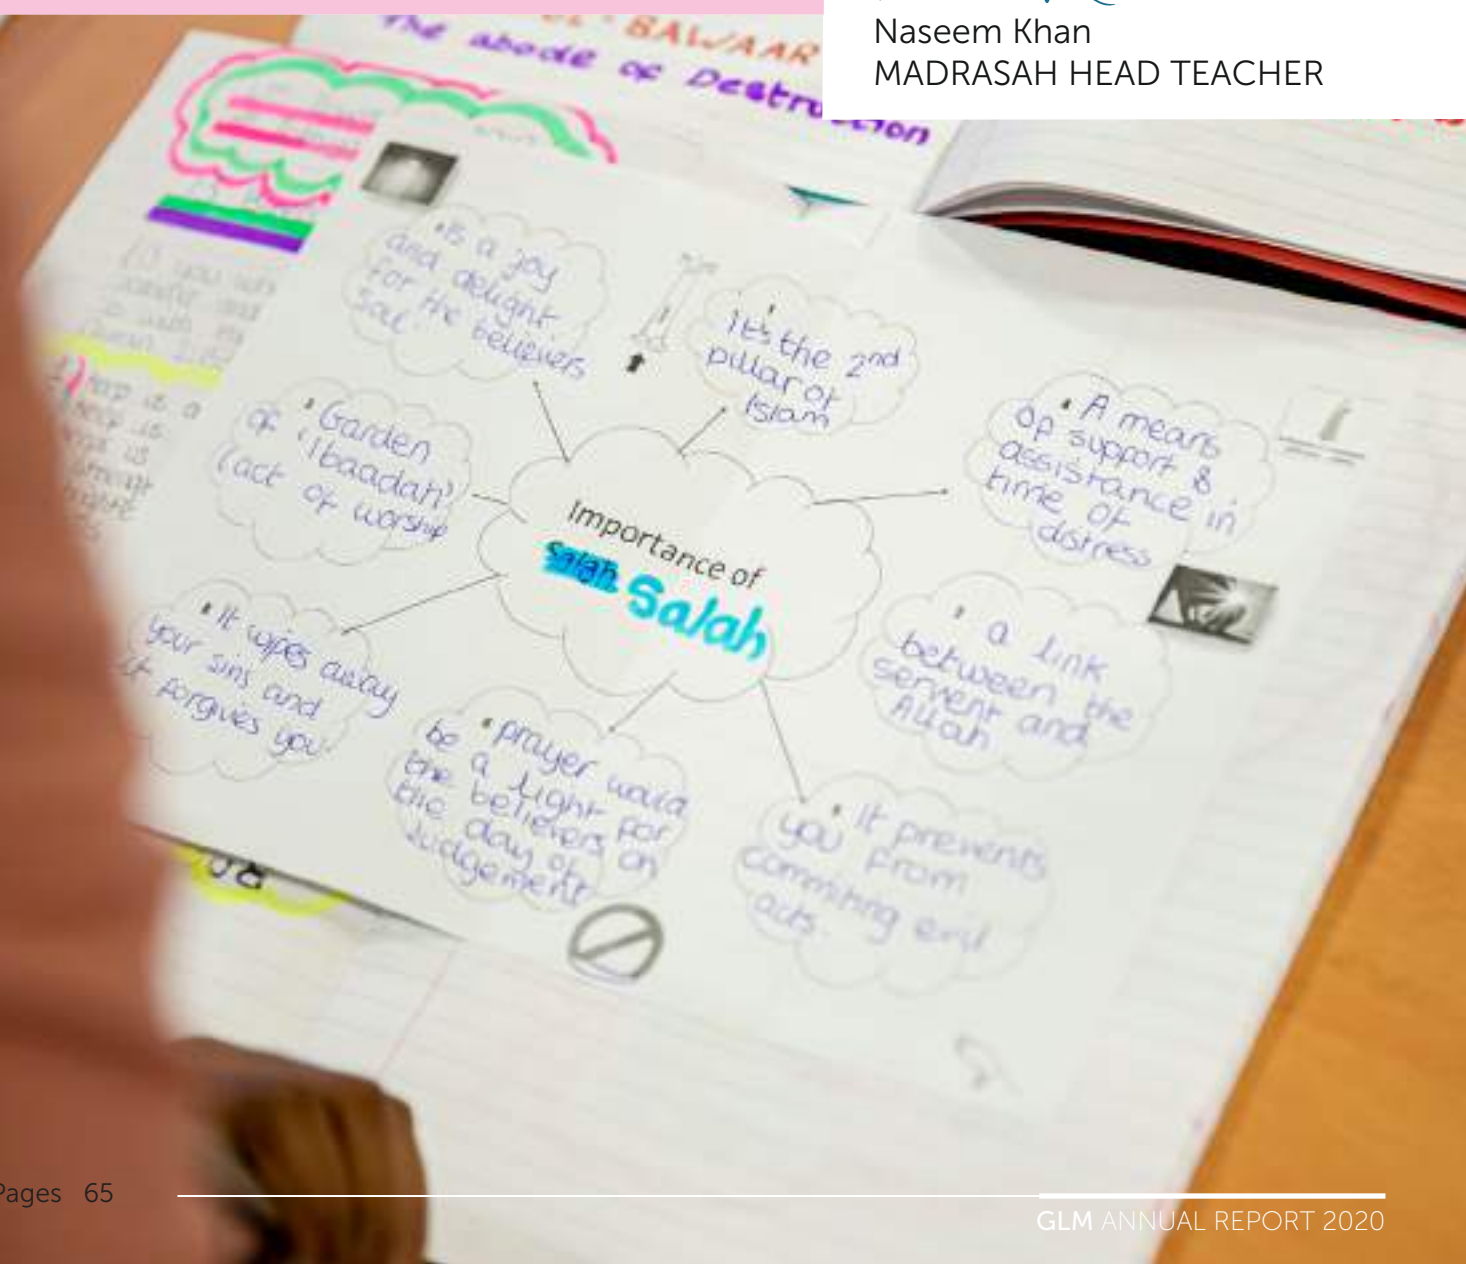 Naseem Khan
MADRASAH HEAD TEACHER
BAWAAR
The abode of Destruction
• Is a joy
and delight
for the believers
soul
• It's the 2nd
pillar of
Islam
• A means
of support &
assistance in
time of
distress
• Garden
of 'Ibaadah'
(act of worship
Importance of
Salah Salah
• a link
between the
servent and
Allah
• It wipes away
your sins and
it forgives you.
• prayer would
be a light for
the believers on
the day of
Judgement
• It prevents
you from
commiting evil
acts.
Pages 65
GLM ANNUAL REPORT 2020